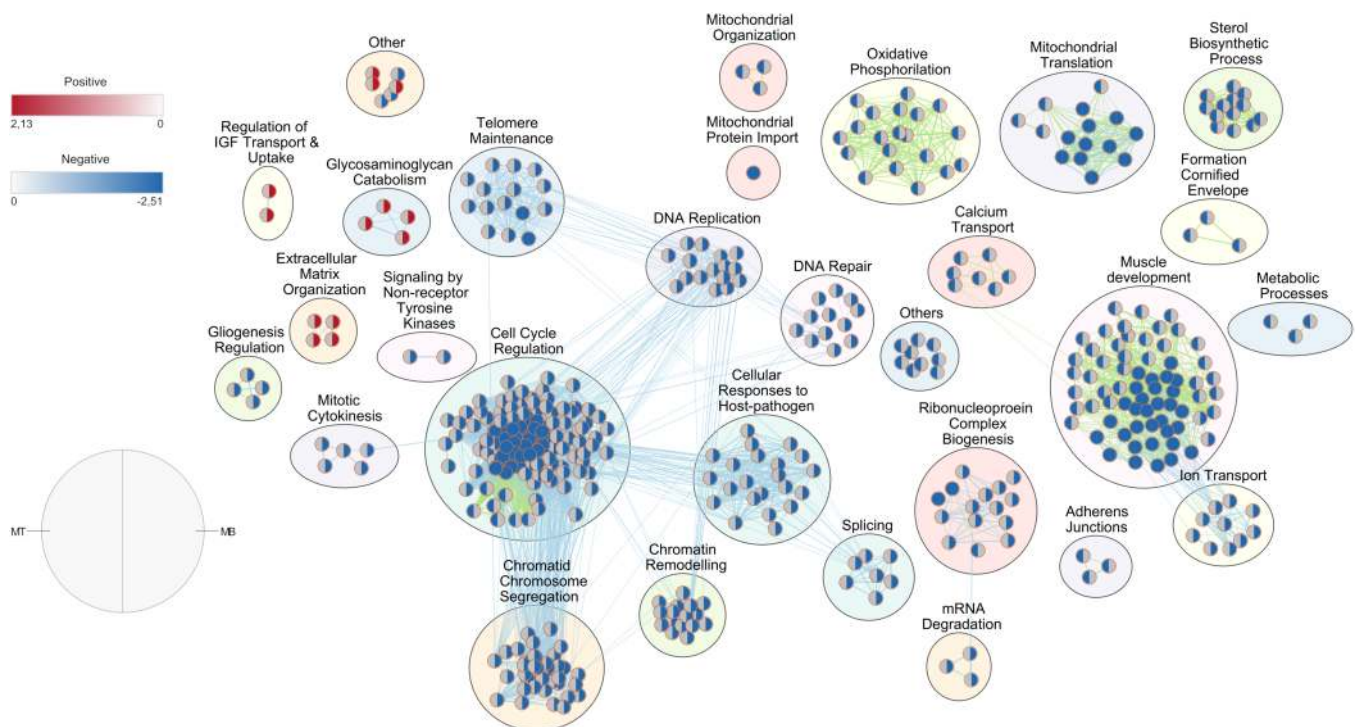 Positive
2,13
0
Negative
0
-2,51
MT
MB
Other
Regulation of
IGF Transport &
Uptake
Glycosaminoglycan
Catabolism
Telomere
Maintenance
Extracellular
Matrix
Organization
Signaling by
Non-receptor
Tyrosine
Kinases
Gliogenesis
Regulation
Mitotic
Cytokinesis
Cell Cycle
Regulation
Chromatid
Chromosome
Segregation
Mitochondrial
Organization
Mitochondrial
Protein Import
DNA Replication
DNA Repair
Others
Cellular
Responses to
Host-pathogen
Chromatin
Remodelling
Splicing
Oxidative
Phosphorilation
Mitochondrial
Translation
Sterol
Biosynthetic
Process
Formation
Cornified
Envelope
Calcium
Transport
Muscle
development
Metabolic
Processes
Ribonucleoproein
Complex
Biogenesis
Ion Transport
Adherens
Junctions
mRNA
Degradation